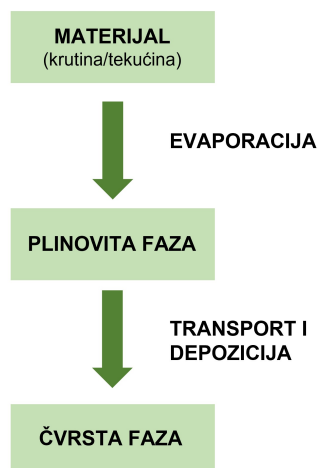 MATERIJAL
(krutina/tekućina)
EVAPORACIJA
PLINOVITA FAZA
TRANSPORT I
DEPOZICIJA
ČVRSTA FAZA